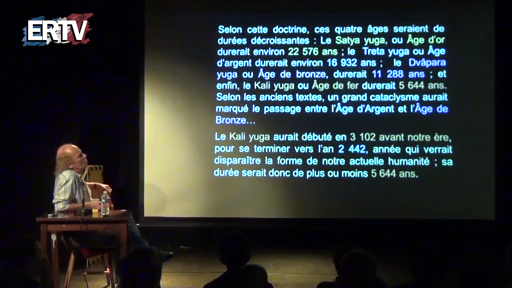 ERTV
Selon cette doctrine, ces quatre âges seraient de
durées décroissantes : Le Satya yuga, ou Âge d'or
durerait environ 22 576 ans ; le Treta yuga ou Âge
d'argent durerait environ 16 932 ans ; le Dvâpara
yuga ou Âge de bronze, durerait 11 288 ans ; et
enfin, le Kali yuga ou Âge de fer durerait 5 644 ans.
Selon les anciens textes, un grand cataclysme aurait
marqué le passage entre l'Âge d'Argent et l'Âge de
Bronze…
Le Kali yuga aurait débuté en 3 102 avant notre ère,
pour se terminer vers l'an 2 442, année qui verrait
disparaître la forme de notre actuelle humanité ; sa
durée serait donc de plus ou moins 5 644 ans.